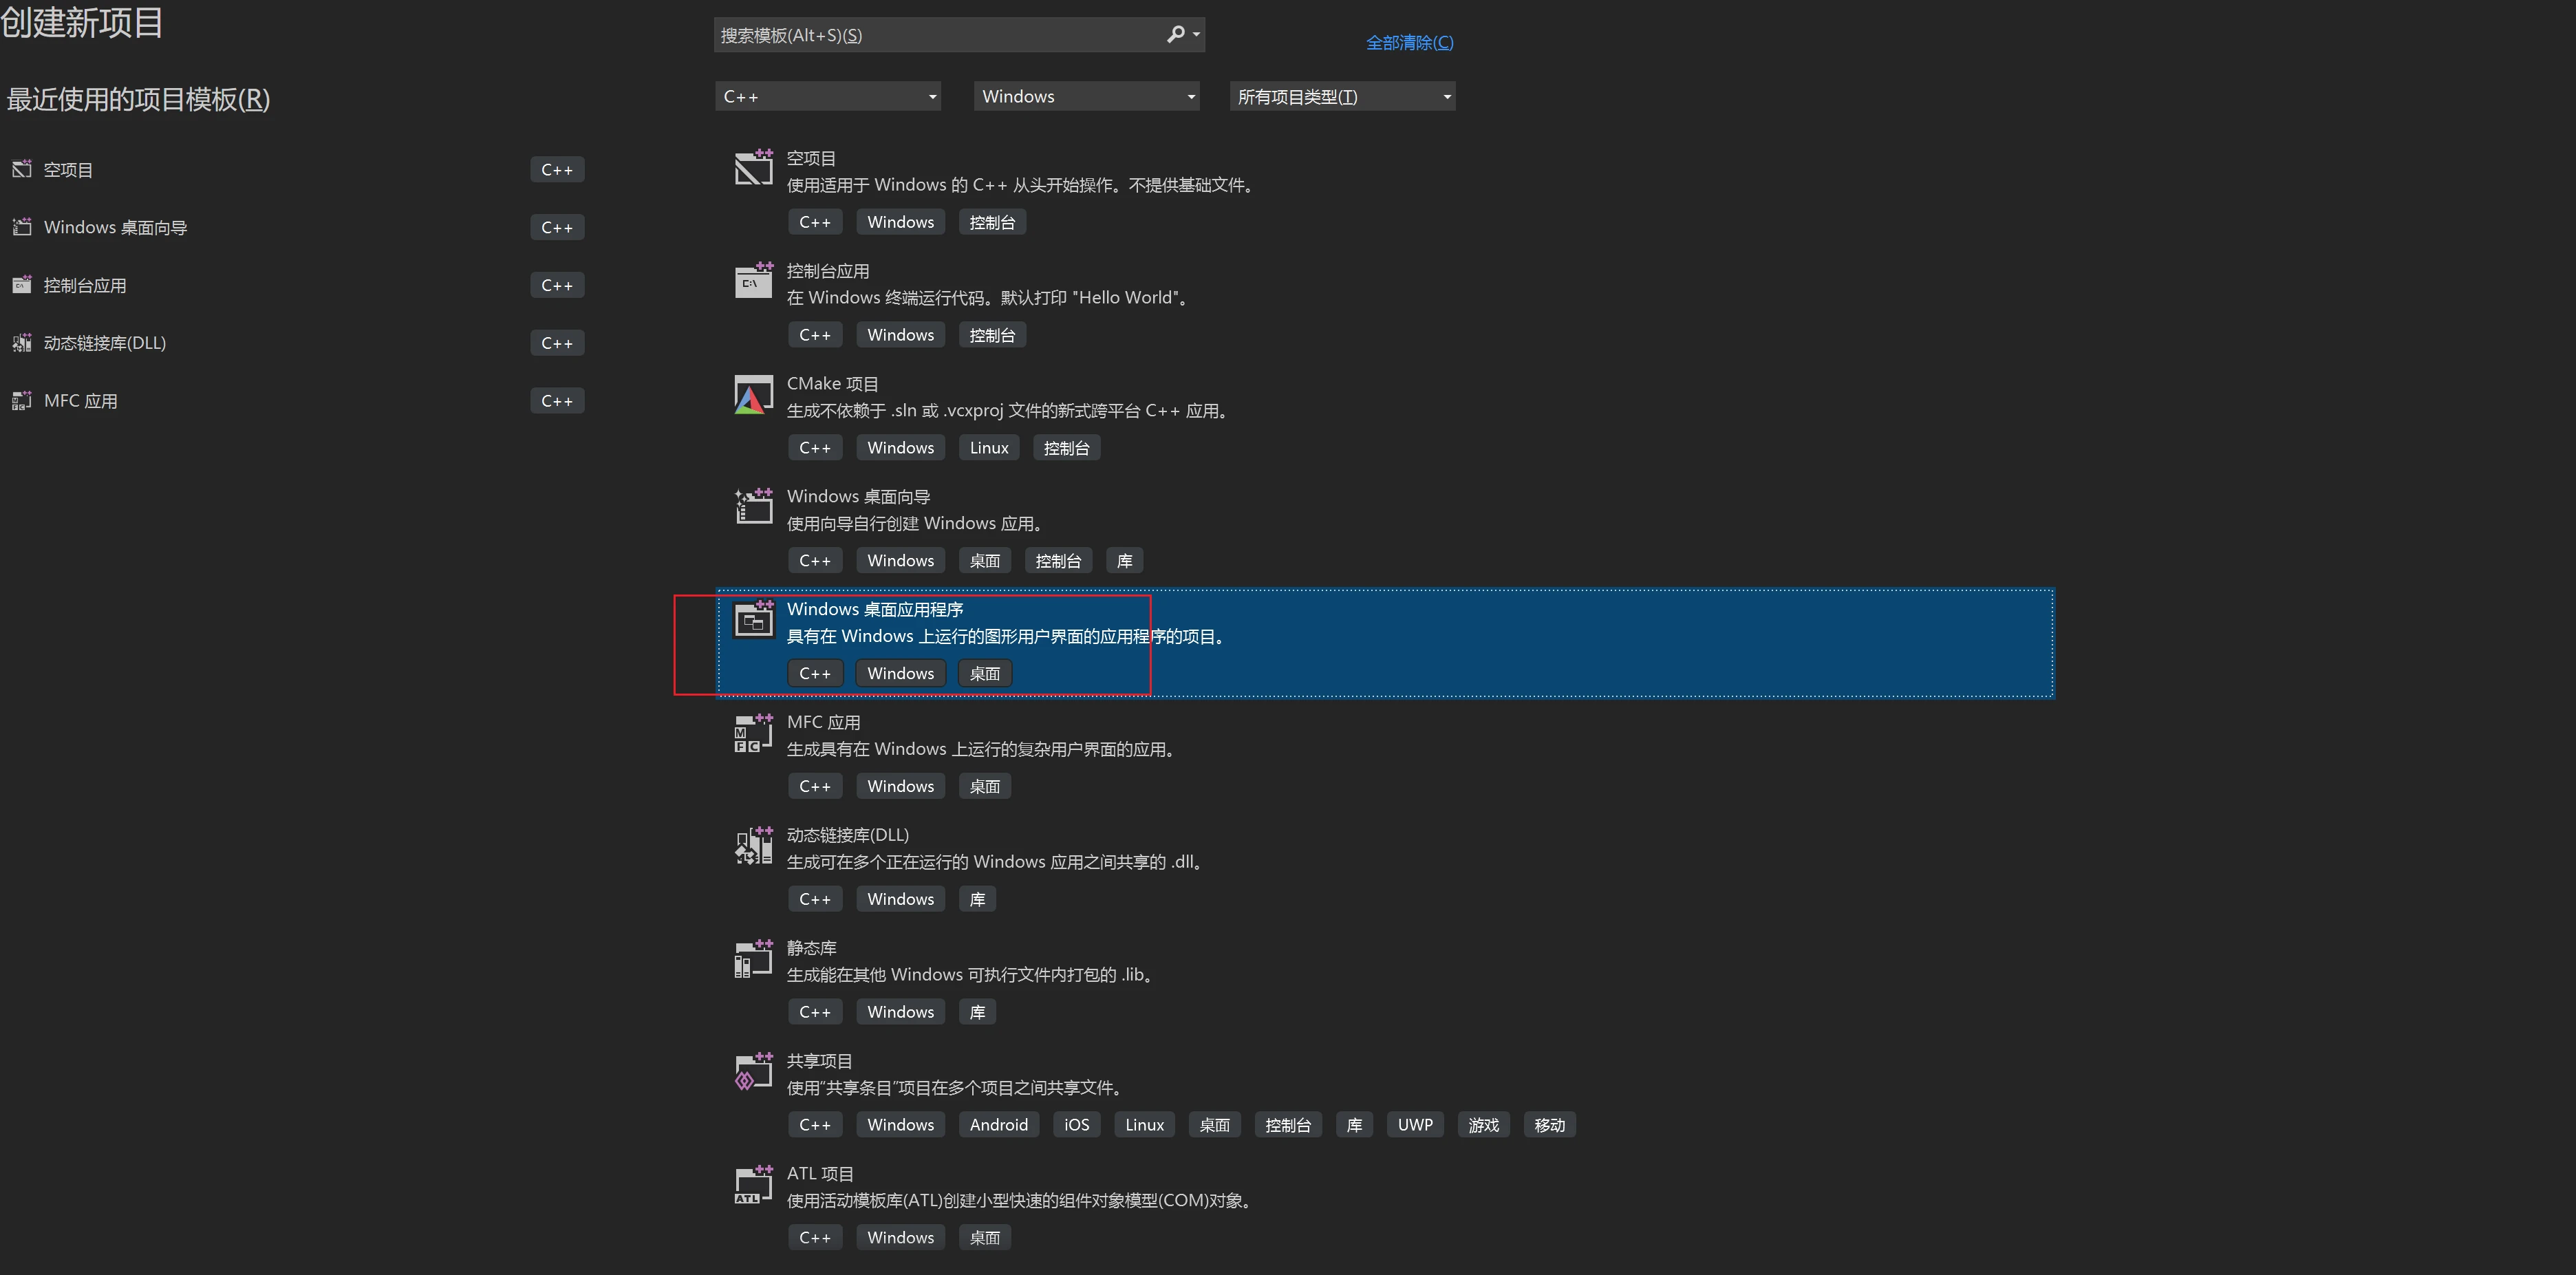 创建新项目
最近使用的项目模板(R)
空项目 C++
Windows 桌面向导 C++
控制台应用 C++
动态链接库(DLL) C++
MFC 应用 C++
搜索模板(Alt+S)(S)
全部清除(C)
C++ Windows 所有项目类型(T)
空项目
使用适用于 Windows 的 C++ 从头开始操作。不提供基础文件。
C++ Windows 控制台
控制台应用
在 Windows 终端运行代码。默认打印 "Hello World"。
C++ Windows 控制台
CMake 项目
生成不依赖于 .sln 或 .vcxproj 文件的新式跨平台 C++ 应用。
C++ Windows Linux 控制台
Windows 桌面向导
使用向导自行创建 Windows 应用。
C++ Windows 桌面 控制台 库
Windows 桌面应用程序
具有在 Windows 上运行的图形用户界面的应用程序的项目。
C++ Windows 桌面
MFC 应用
生成具有在 Windows 上运行的复杂用户界面的应用。
C++ Windows 桌面
动态链接库(DLL)
生成可在多个正在运行的 Windows 应用之间共享的 .dll。
C++ Windows 库
静态库
生成能在其他 Windows 可执行文件内打包的 .lib。
C++ Windows 库
共享项目
使用“共享条目”项目在多个项目之间共享文件。
C++ Windows Android iOS Linux 桌面 控制台 库 UWP 游戏 移动
ATL 项目
使用活动模板库(ATL)创建小型快速的组件对象模型(COM)对象。
C++ Windows 桌面